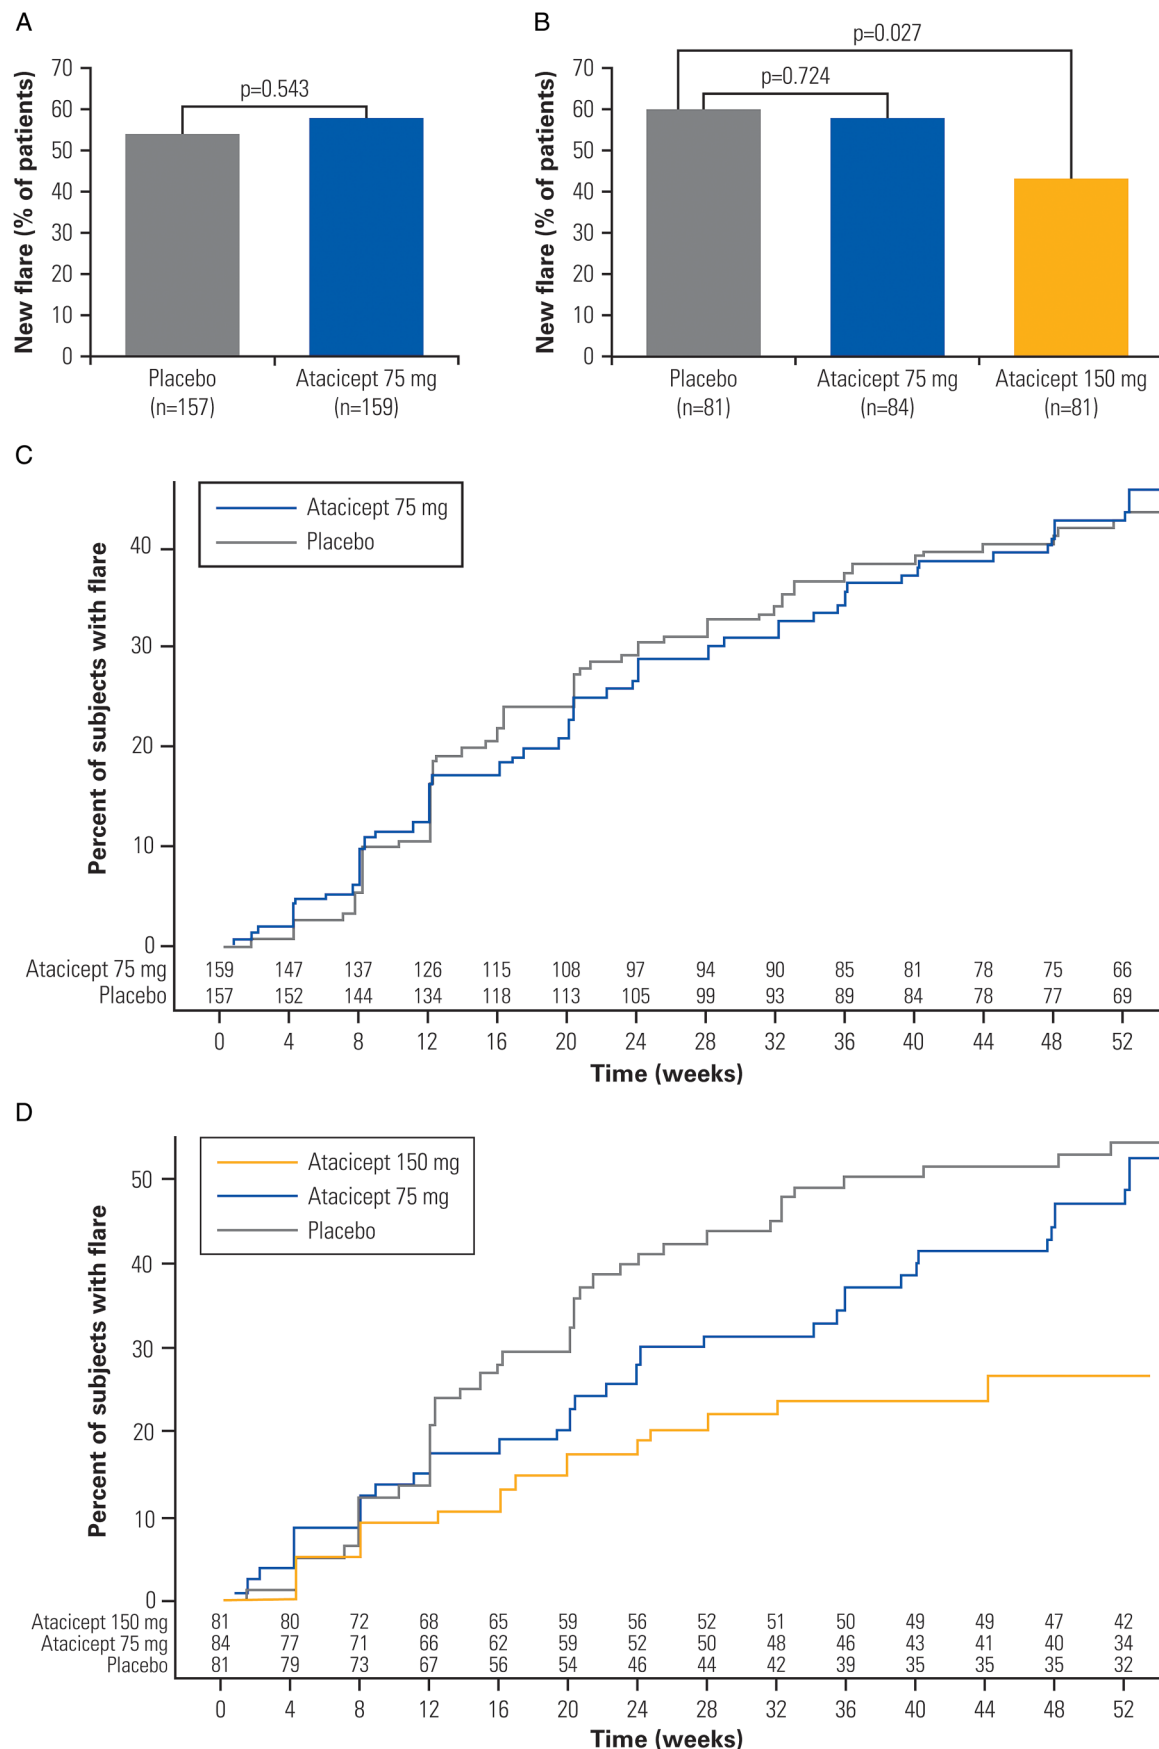 A
New flare (% of patients)
70
60
50
40
30
20
10
0
p=0.543
Placebo
(n=157)
Atacicept 75 mg
(n=159)
B
New flare (% of patients)
70
60
50
40
30
20
10
0
p=0.027
p=0.724
Placebo
(n=81)
Atacicept 75 mg
(n=84)
Atacicept 150 mg
(n=81)
C
Atacicept 75 mg
Placebo
Percent of subjects with flare
40
30
20
10
0
Atacicept 75 mg 159 147 137 126 115 108 97 94 90 85 81 78 75 66
Placebo 157 152 144 134 118 113 105 99 93 89 84 78 77 69
0 4 8 12 16 20 24 28 32 36 40 44 48 52
Time (weeks)
D
Atacicept 150 mg
Atacicept 75 mg
Placebo
Percent of subjects with flare
50
40
30
20
10
0
Atacicept 150 mg 81 80 72 68 65 59 56 52 51 50 49 49 47 42
Atacicept 75 mg 84 77 71 66 62 59 52 50 48 46 43 41 40 34
Placebo 81 79 73 67 56 54 46 44 42 39 35 35 35 32
0 4 8 12 16 20 24 28 32 36 40 44 48 52
Time (weeks)